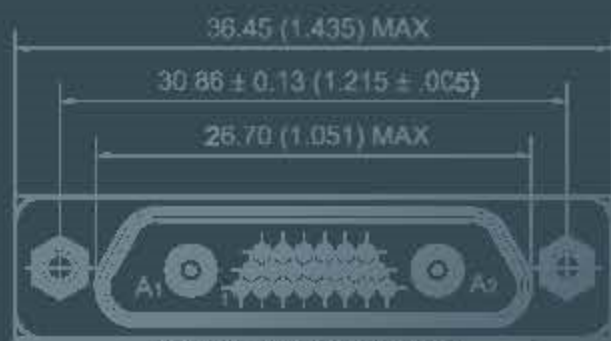 36.45 (1.435) MAX
30.86 ± 0.13 (1.215 ± .005)
26.70 (1.051) MAX
A1
1
A2